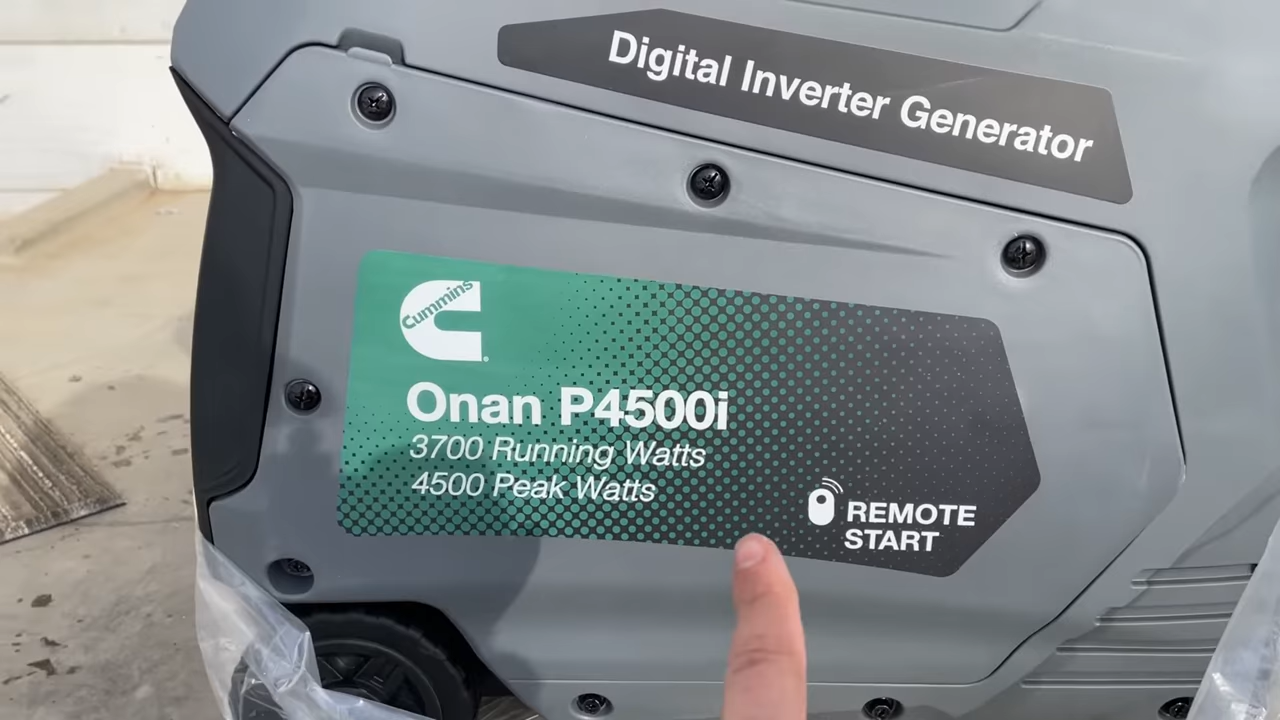 Digital Inverter Generator
Cummins
Onan P4500i
3700 Running Watts
4500 Peak Watts
REMOTE
START